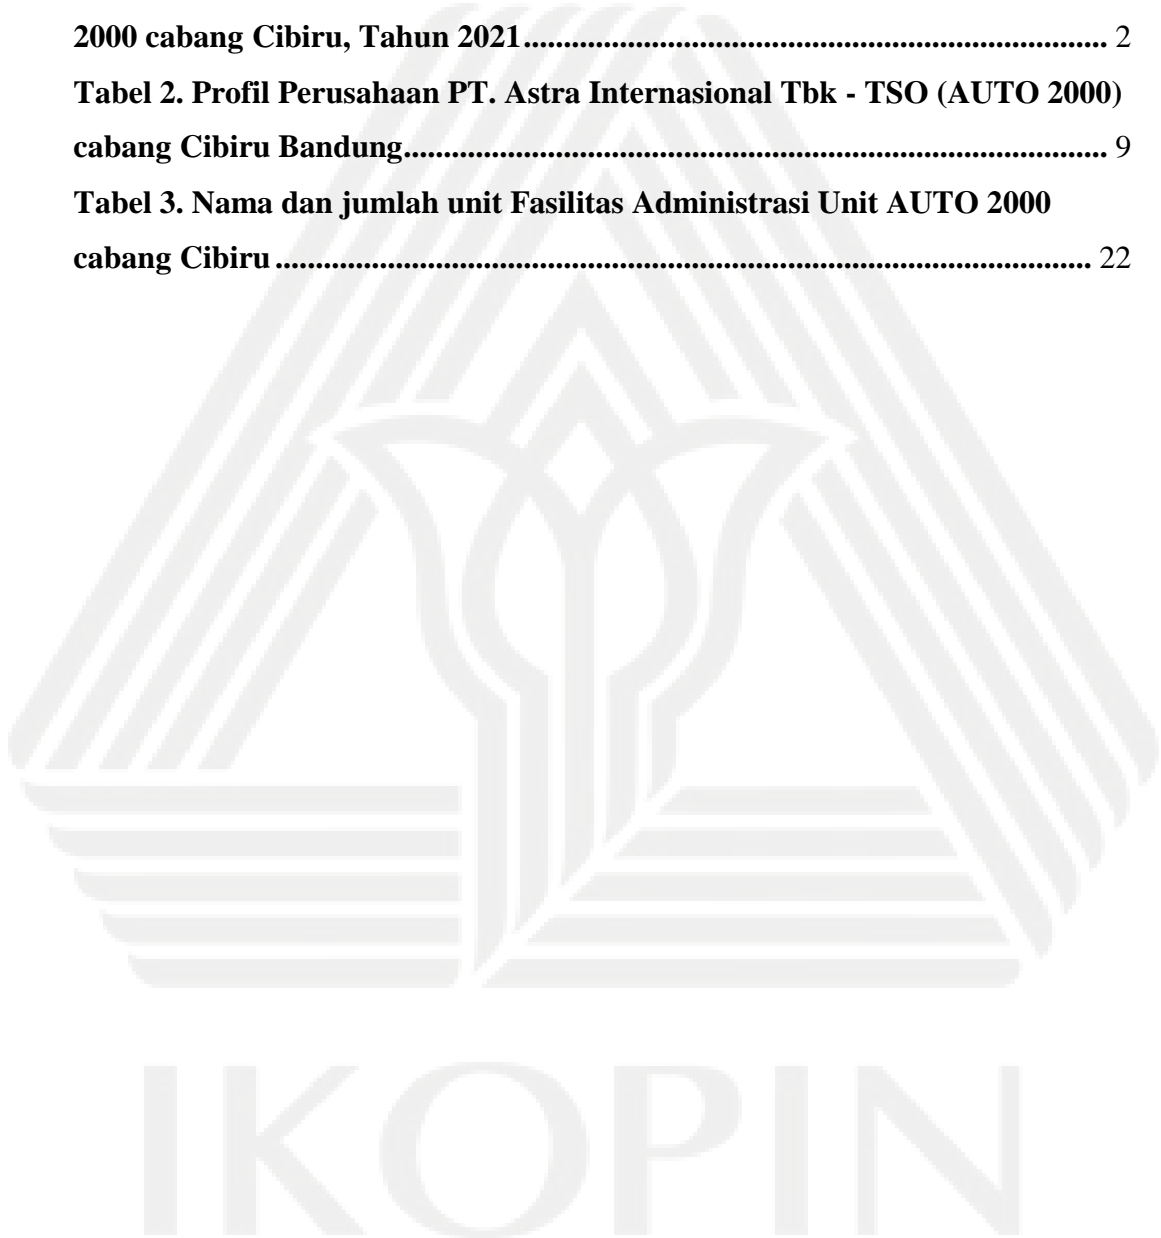 2000 cabang Cibiru, Tahun 2021.......................................................................... 2
Tabel 2. Profil Perusahaan PT. Astra Internasional Tbk - TSO (AUTO 2000)
cabang Cibiru Bandung......................................................................................... 9
Tabel 3. Nama dan jumlah unit Fasilitas Administrasi Unit AUTO 2000
cabang Cibiru ....................................................................................................... 22
IKOPIN